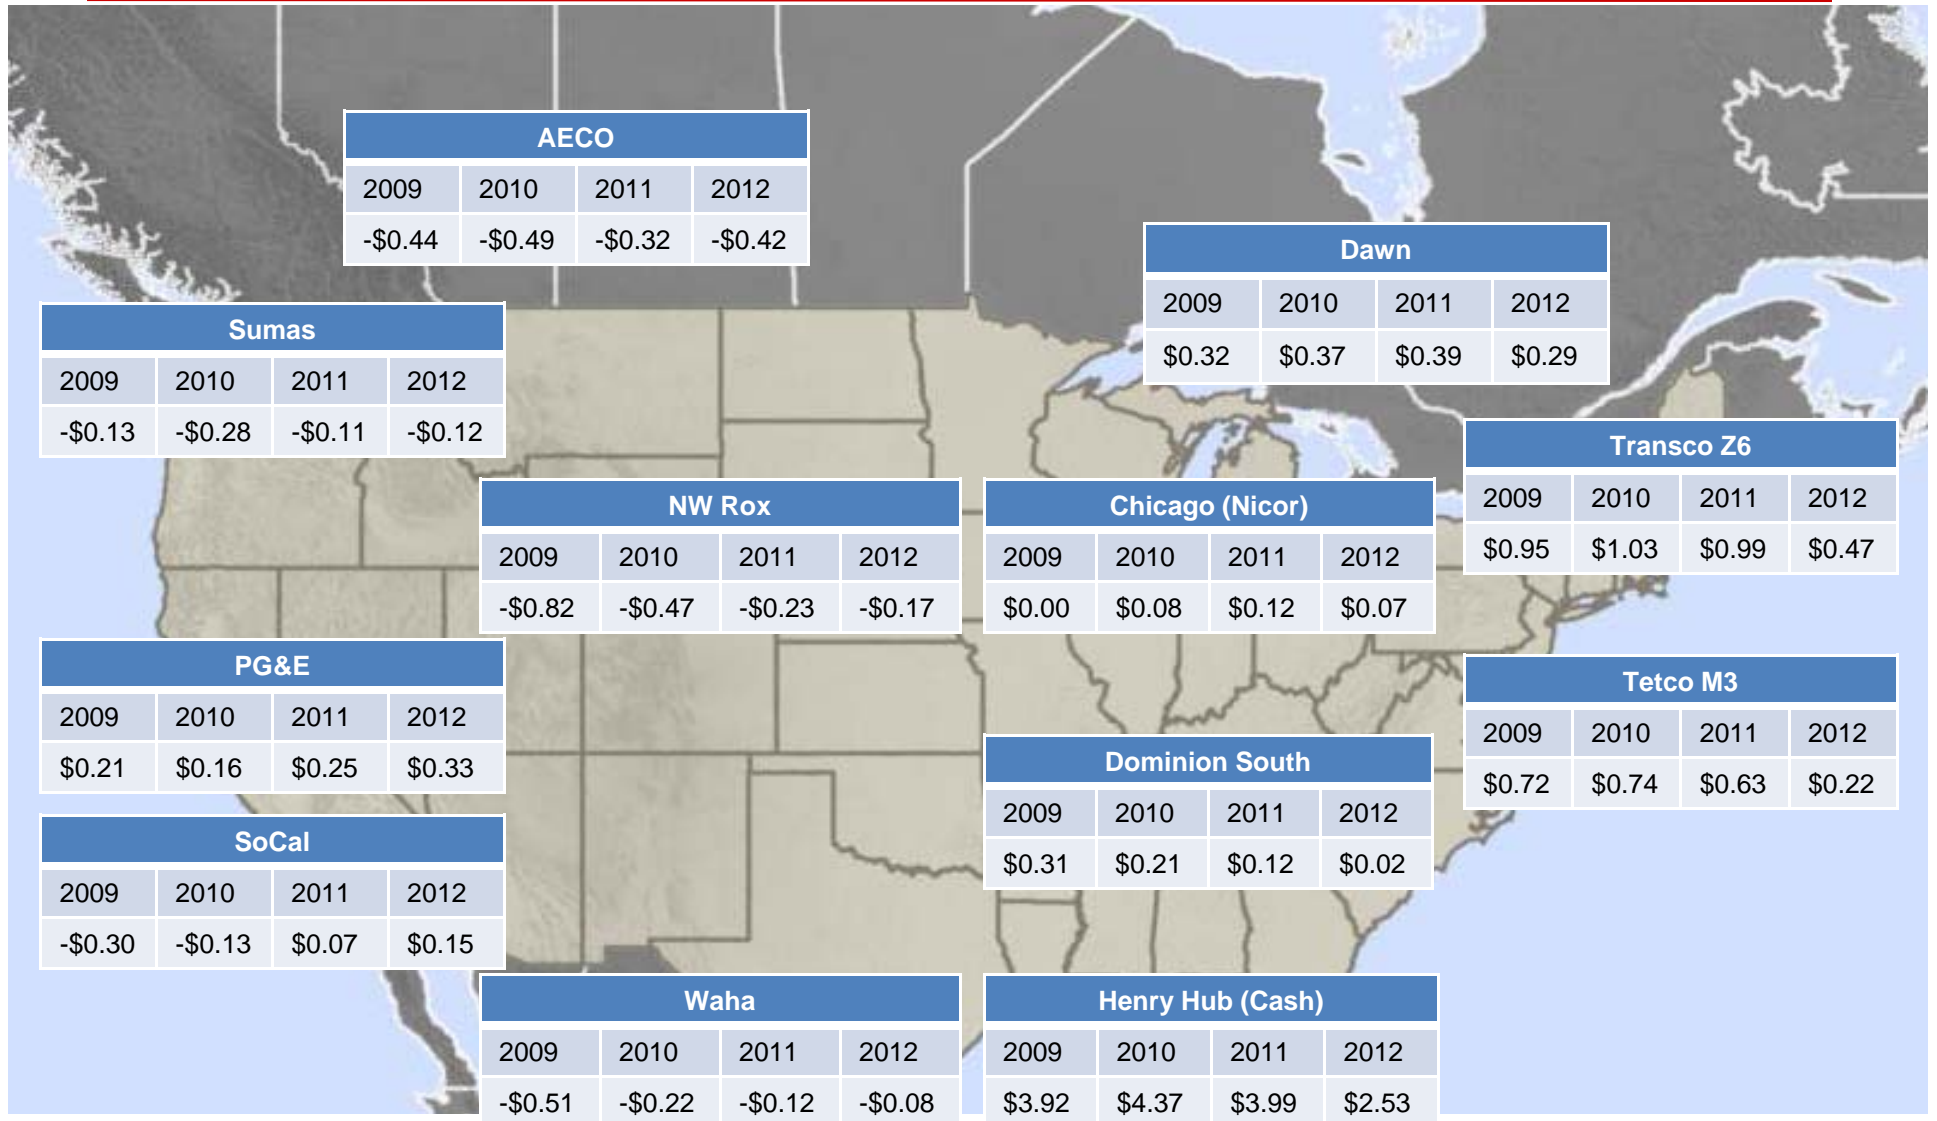 AECO
2009 2010 2011 2012
-$0.44 -$0.49 -$0.32 -$0.42
Dawn
2009 2010 2011 2012
$0.32 $0.37 $0.39 $0.29
Sumas
2009 2010 2011 2012
-$0.13 -$0.28 -$0.11 -$0.12
Transco Z6
2009 2010 2011 2012
$0.95 $1.03 $0.99 $0.47
NW Rox
2009 2010 2011 2012
-$0.82 -$0.47 -$0.23 -$0.17
Chicago (Nicor)
2009 2010 2011 2012
$0.00 $0.08 $0.12 $0.07
PG&E
2009 2010 2011 2012
$0.21 $0.16 $0.25 $0.33
Tetco M3
2009 2010 2011 2012
$0.72 $0.74 $0.63 $0.22
Dominion South
2009 2010 2011 2012
$0.31 $0.21 $0.12 $0.02
SoCal
2009 2010 2011 2012
-$0.30 -$0.13 $0.07 $0.15
Waha
2009 2010 2011 2012
-$0.51 -$0.22 -$0.12 -$0.08
Henry Hub (Cash)
2009 2010 2011 2012
$3.92 $4.37 $3.99 $2.53